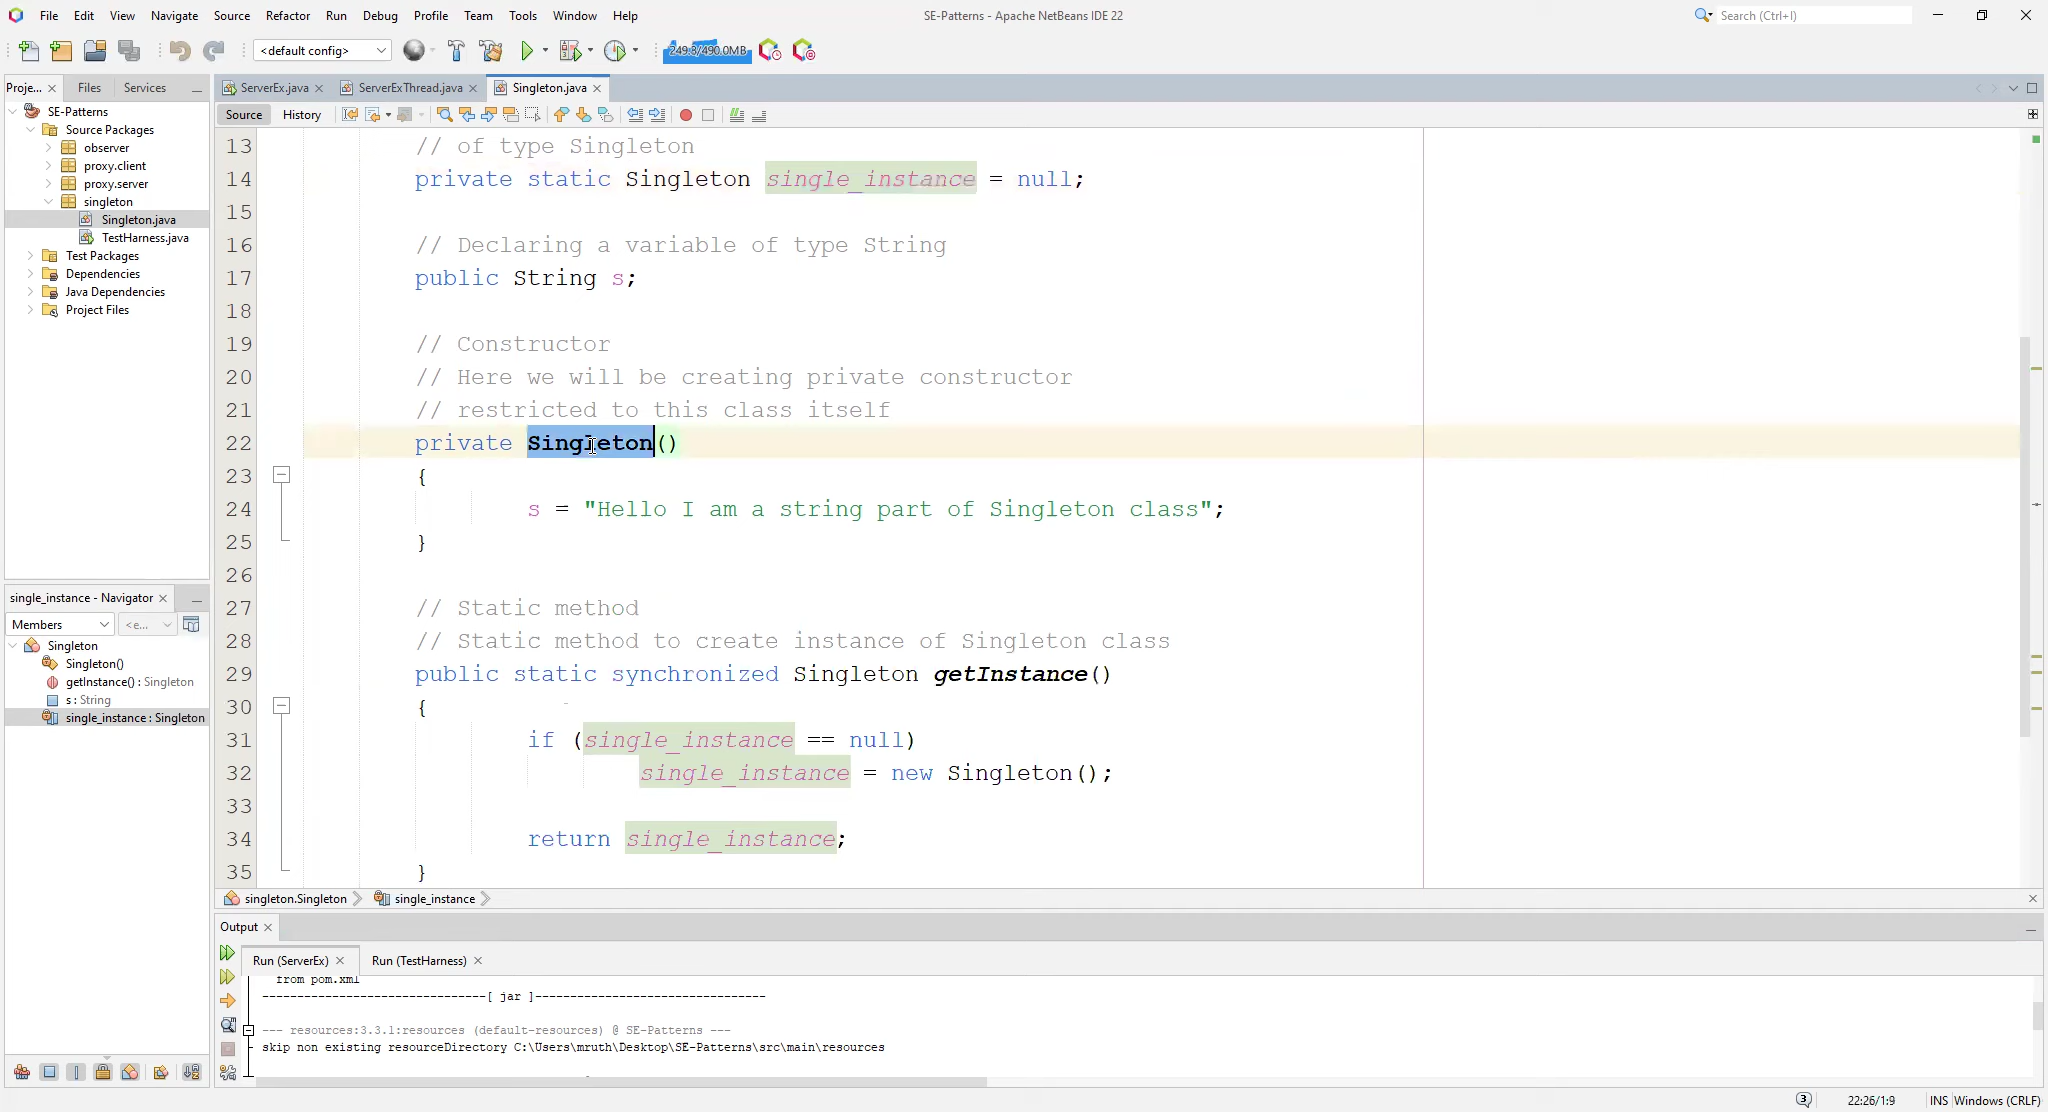 File Edit View Navigate Source Refactor Run Debug Profile Team Tools Window Help
SE-Patterns - Apache NetBeans IDE 22
Search (Ctrl+I)
<default config>
249.3/490.0MB
Proje...
Files
Services
ServerEx.java
ServerExThread.java
Singleton.java
SE-Patterns
Source Packages
observer
proxy.client
proxy.server
singleton
Singleton.java
TestHarness.java
Test Packages
Dependencies
Java Dependencies
Project Files
Source
History
13 // of type Singleton
14 private static Singleton single_instance = null;
15
16 // Declaring a variable of type String
17 public String s;
18
19 // Constructor
20 // Here we will be creating private constructor
21 // restricted to this class itself
22 private Singleton()
23 {
24 s = "Hello I am a string part of Singleton class";
25 }
26
27 // Static method
28 // Static method to create instance of Singleton class
29 public static synchronized Singleton getInstance()
30 {
31 if (single_instance == null)
32 single_instance = new Singleton();
33
34 return single_instance;
35 }
single_instance - Navigator
Members
<e...
Singleton
Singleton()
getInstance() : Singleton
s : String
single_instance : Singleton
singleton.Singleton
single_instance
Output
Run (ServerEx)
Run (TestHarness)
from pom.xml
--------------------------------[ jar ]---------------------------------
--- resources:3.3.1:resources (default-resources) @ SE-Patterns ---
skip non existing resourceDirectory C:\Users\mruth\Desktop\SE-Patterns\src\main\resources
3
22:26/1:9
INS
Windows (CRLF)